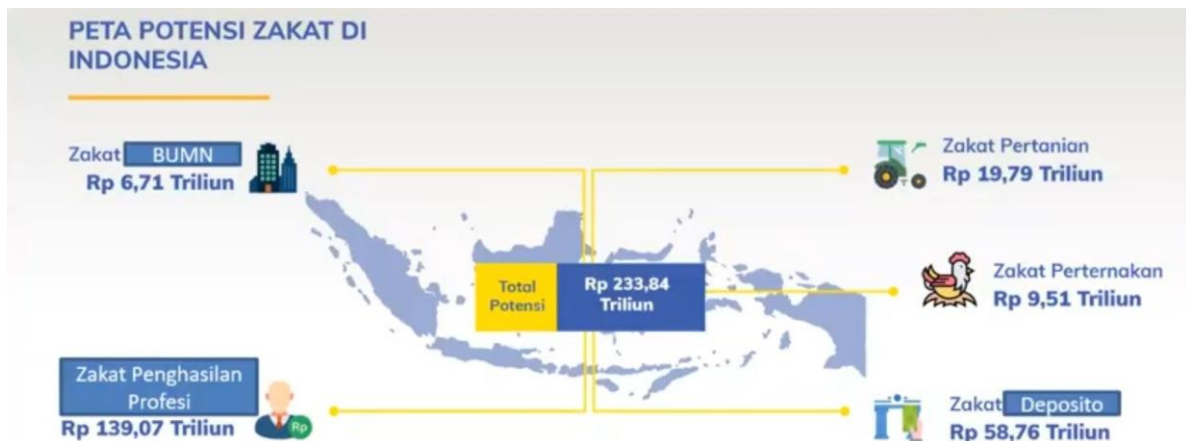 PETA POTENSI ZAKAT DI
INDONESIA
Zakat BUMN
Rp 6,71 Triliun
Zakat Pertanian
Rp 19,79 Triliun
Total
Potensi
Rp 233,84
Triliun
Zakat Perternakan
Rp 9,51 Triliun
Zakat Penghasilan
Profesi
Rp 139,07 Triliun
Rp
Zakat Deposito
Rp 58,76 Triliun